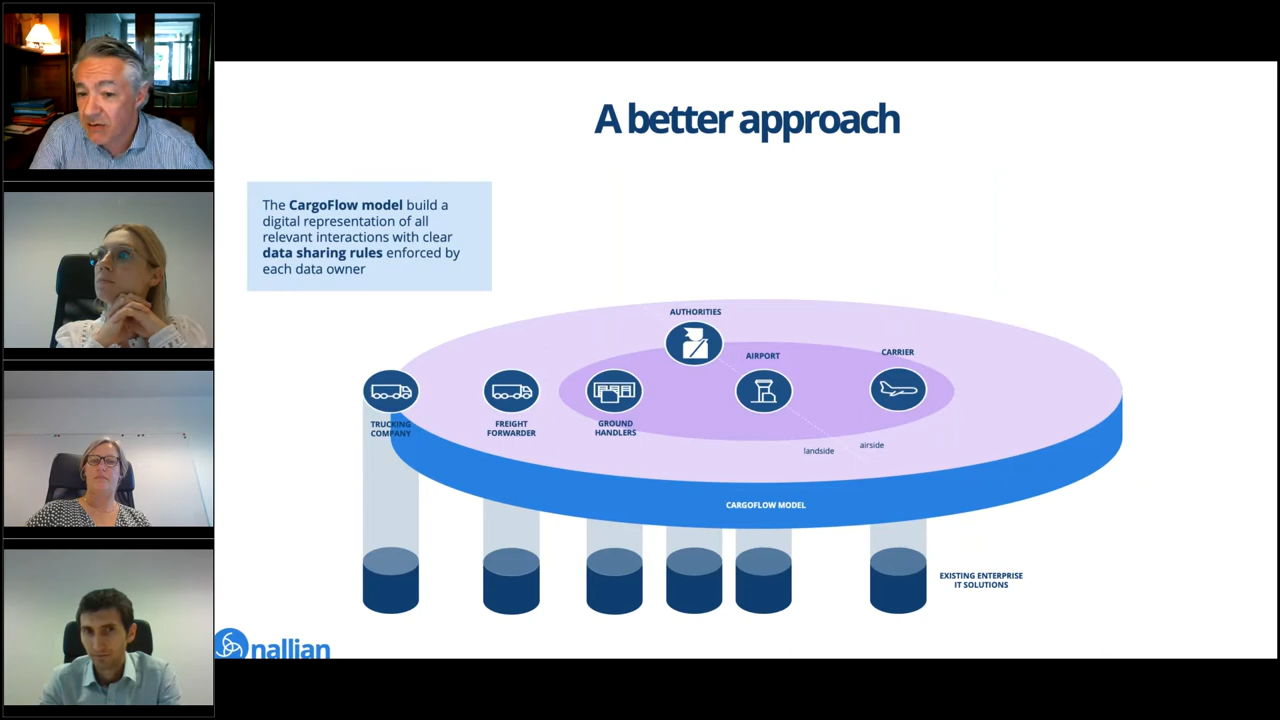 A better approach
The CargoFlow model build a
digital representation of all
relevant interactions with clear
data sharing rules enforced by
each data owner
AUTHORITIES
AIRPORT
CARRIER
TRUCKING
COMPANY
FREIGHT
FORWARDER
GROUND
HANDLERS
landside
airside
CARGOFLOW MODEL
EXISTING ENTERPRISE
IT SOLUTIONS
nallian